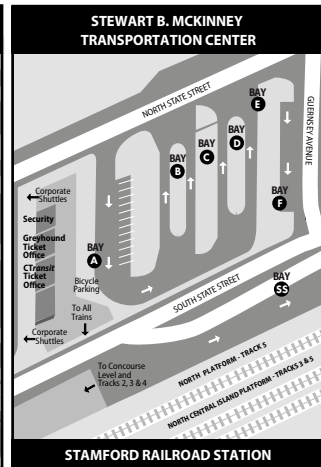 STEWART B. MCKINNEY
TRANSPORTATION CENTER
NORTH STATE STREET
GUERNSEY AVENUE
BAY
E
BAY
D
BAY
C
BAY
B
BAY
F
Corporate
Shuttles
Security
Greyhound
Ticket
Office
CTransit
Ticket
Office
BAY
A
Bicycle
Parking
To All
Trains
Corporate
Shuttles
SOUTH STATE STREET
BAY
SS
To Concourse
Level and
Tracks 2, 3 & 4
NORTH PLATFORM - TRACK 5
NORTH CENTRAL ISLAND PLATFORM - TRACKS 3 & 5
STAMFORD RAILROAD STATION